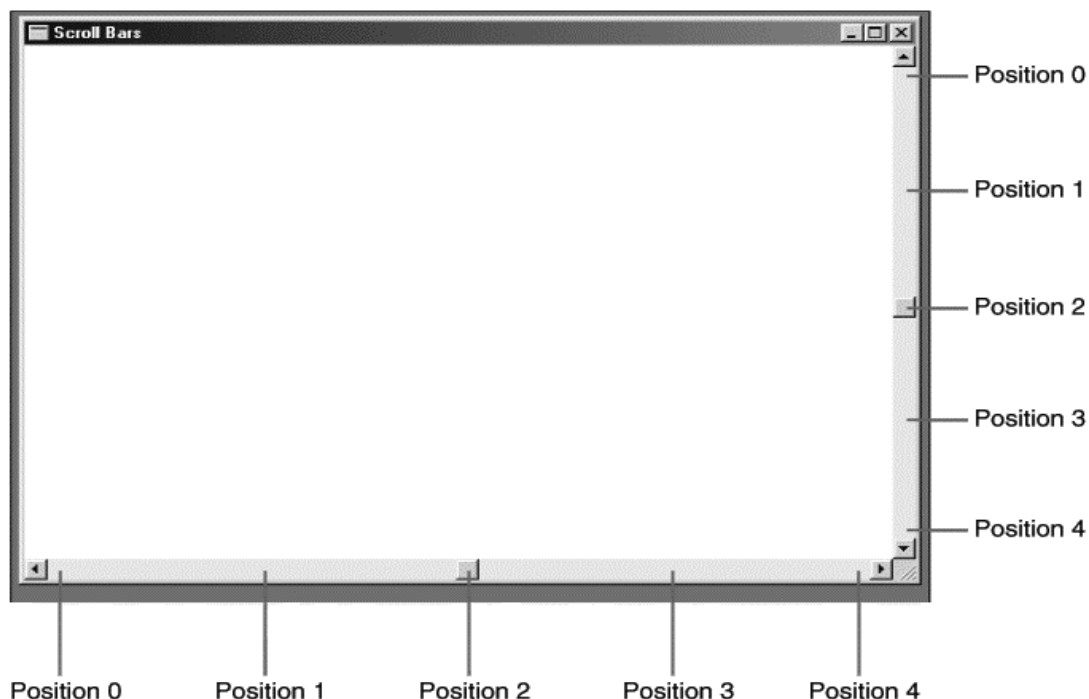 Scroll Bars
Position 0
Position 1
Position 2
Position 3
Position 4
Position 0 Position 1 Position 2 Position 3 Position 4